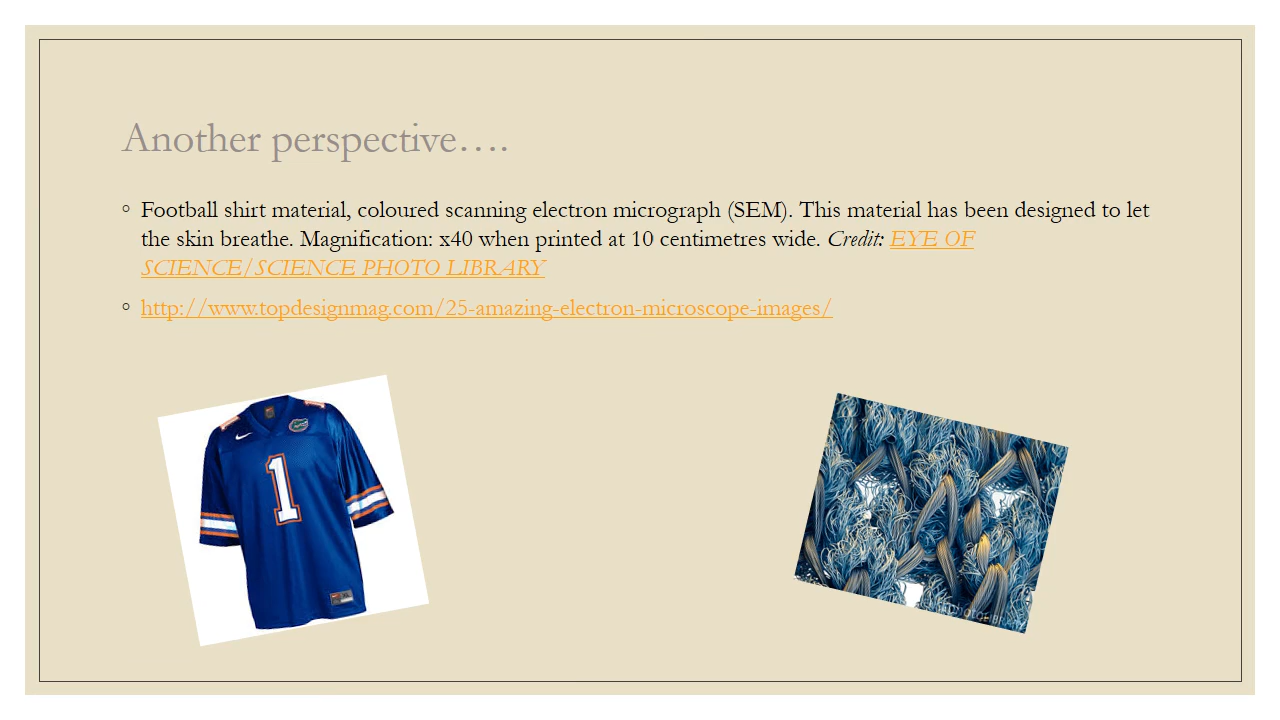 Another perspective….
◦ Football shirt material, coloured scanning electron micrograph (SEM). This material has been designed to let
the skin breathe. Magnification: x40 when printed at 10 centimetres wide. Credit: EYE OF
SCIENCE/SCIENCE PHOTO LIBRARY
◦ http://www.topdesignmag.com/25-amazing-electron-microscope-images/
1